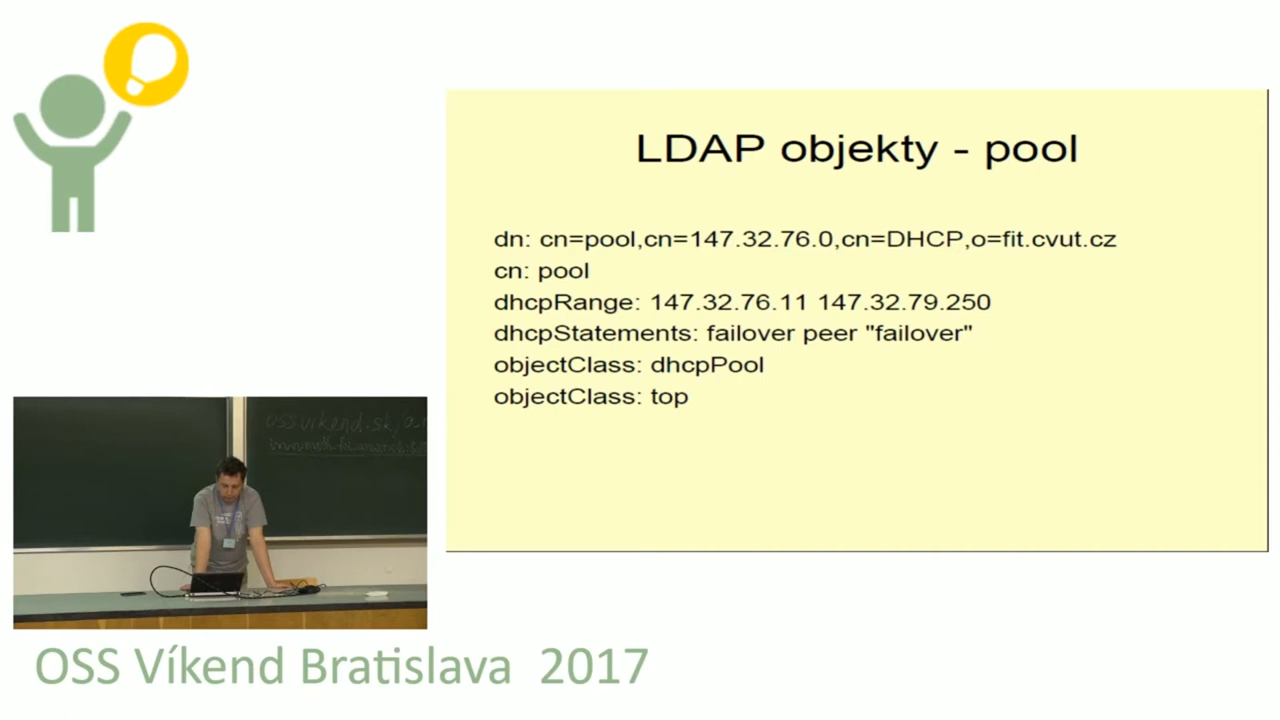 LDAP objekty - pool
dn: cn=pool,cn=147.32.76.0,cn=DHCP,o=fit.cvut.cz
cn: pool
dhcpRange: 147.32.76.11 147.32.79.250
dhcpStatements: failover peer "failover"
objectClass: dhcpPool
objectClass: top
ossvikend.sk/a
OSS Víkend Bratislava 2017